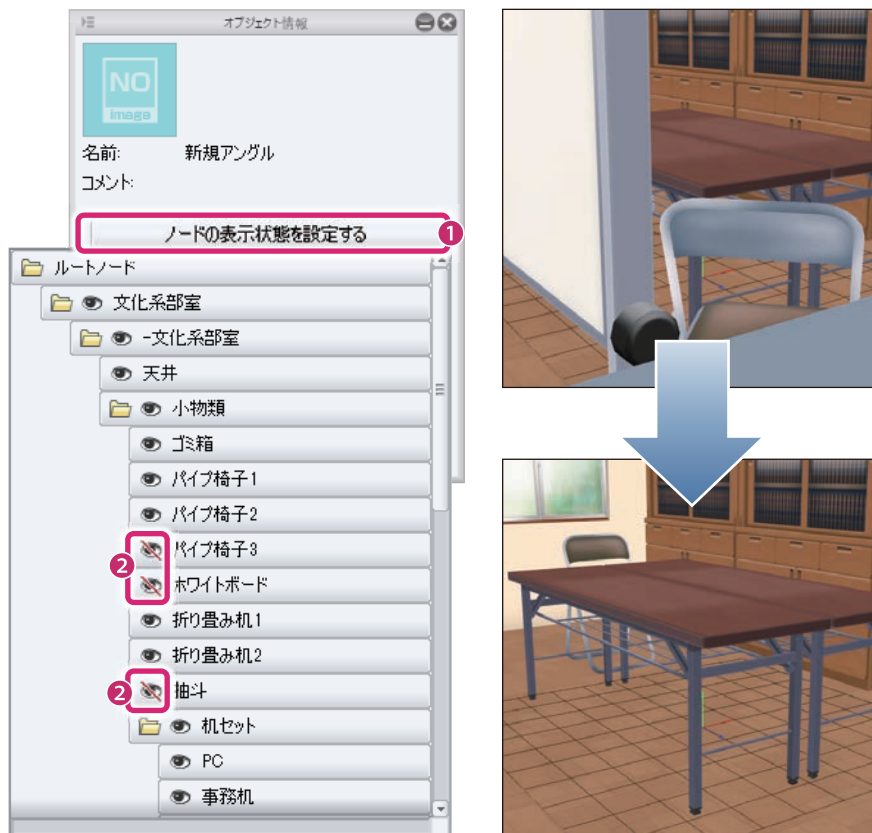 オブジェクト情報
NO
image
名前: 新規アングル
コメント:
ノードの表示状態を設定する
1
ルートノード
文化系部室
-文化系部室
天井
小物類
ゴミ箱
パイプ椅子1
パイプ椅子2
パイプ椅子3
2
ホワイトボード
折り畳み机1
折り畳み机2
2
抽斗
机セット
PC
事務机